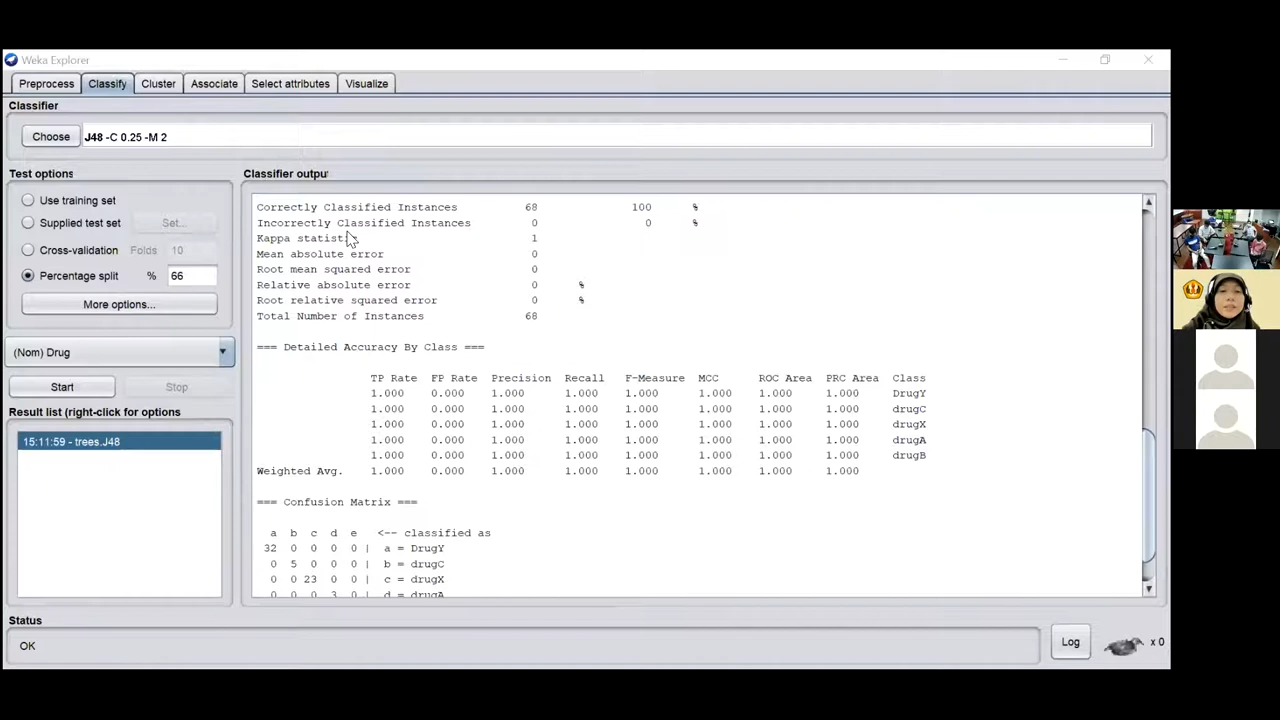 Weka Explorer
Preprocess Classify Cluster Associate Select attributes Visualize
Classifier
Choose J48 -C 0.25 -M 2
Test options
Use training set
Supplied test set Set...
Cross-validation Folds 10
Percentage split % 66
More options...
(Nom) Drug
Start Stop
Result list (right-click for options
15:11:59 - trees.J48
Classifier output
Correctly Classified Instances 68 100 %
Incorrectly Classified Instances 0 0 %
Kappa statistic 1
Mean absolute error 0
Root mean squared error 0
Relative absolute error 0 %
Root relative squared error 0 %
Total Number of Instances 68
=== Detailed Accuracy By Class ===
TP Rate FP Rate Precision Recall F-Measure MCC ROC Area PRC Area Class
1.000 0.000 1.000 1.000 1.000 1.000 1.000 1.000 DrugY
1.000 0.000 1.000 1.000 1.000 1.000 1.000 1.000 drugC
1.000 0.000 1.000 1.000 1.000 1.000 1.000 1.000 drugX
1.000 0.000 1.000 1.000 1.000 1.000 1.000 1.000 drugA
1.000 0.000 1.000 1.000 1.000 1.000 1.000 1.000 drugB
Weighted Avg. 1.000 0.000 1.000 1.000 1.000 1.000 1.000 1.000
=== Confusion Matrix ===
a b c d e <-- classified as
32 0 0 0 0 | a = DrugY
0 5 0 0 0 | b = drugC
0 0 23 0 0 | c = drugX
0 0 0 3 0 | d = drugA
Status
OK
Log x 0